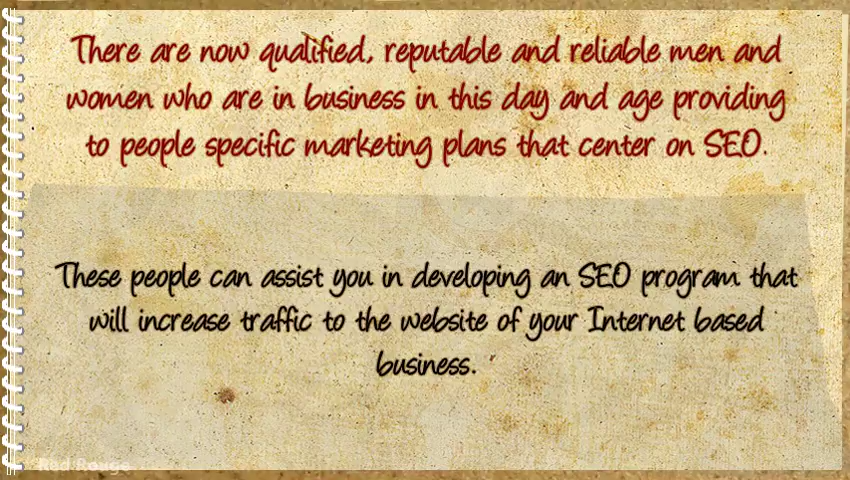 There are now qualified, reputable and reliable men and
women who are in business in this day and age providing
to people specific marketing plans that center on SEO.
These people can assist you in developing an SEO program that
will increase traffic to the website of your Internet based
business.
Red Rouge